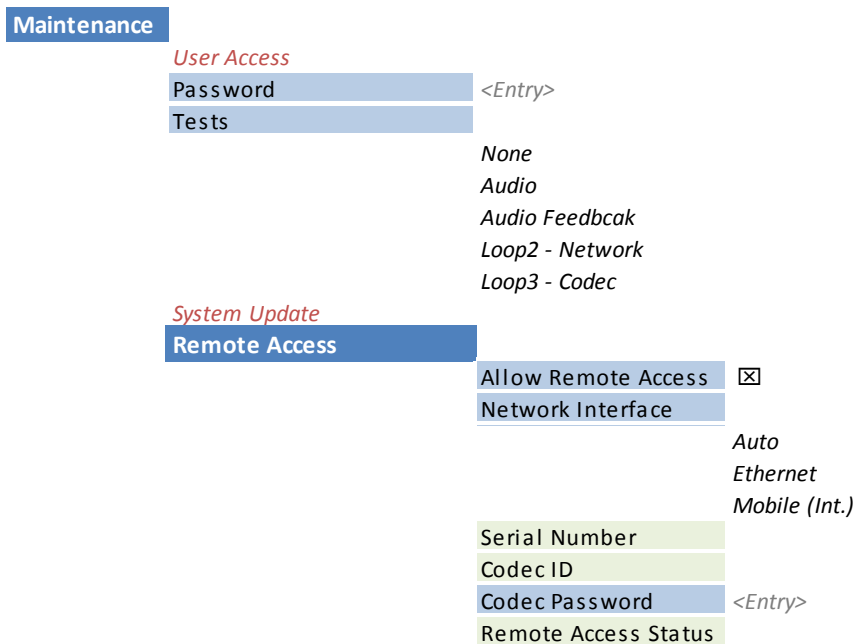 Maintenance
User Access
Password <Entry>
Tests
None
Audio
Audio Feedbcak
Loop2 - Network
Loop3 - Codec
System Update
Remote Access
Allow Remote Access ☒
Network Interface
Auto
Ethernet
Mobile (Int.)
Serial Number
Codec ID
Codec Password <Entry>
Remote Access Status